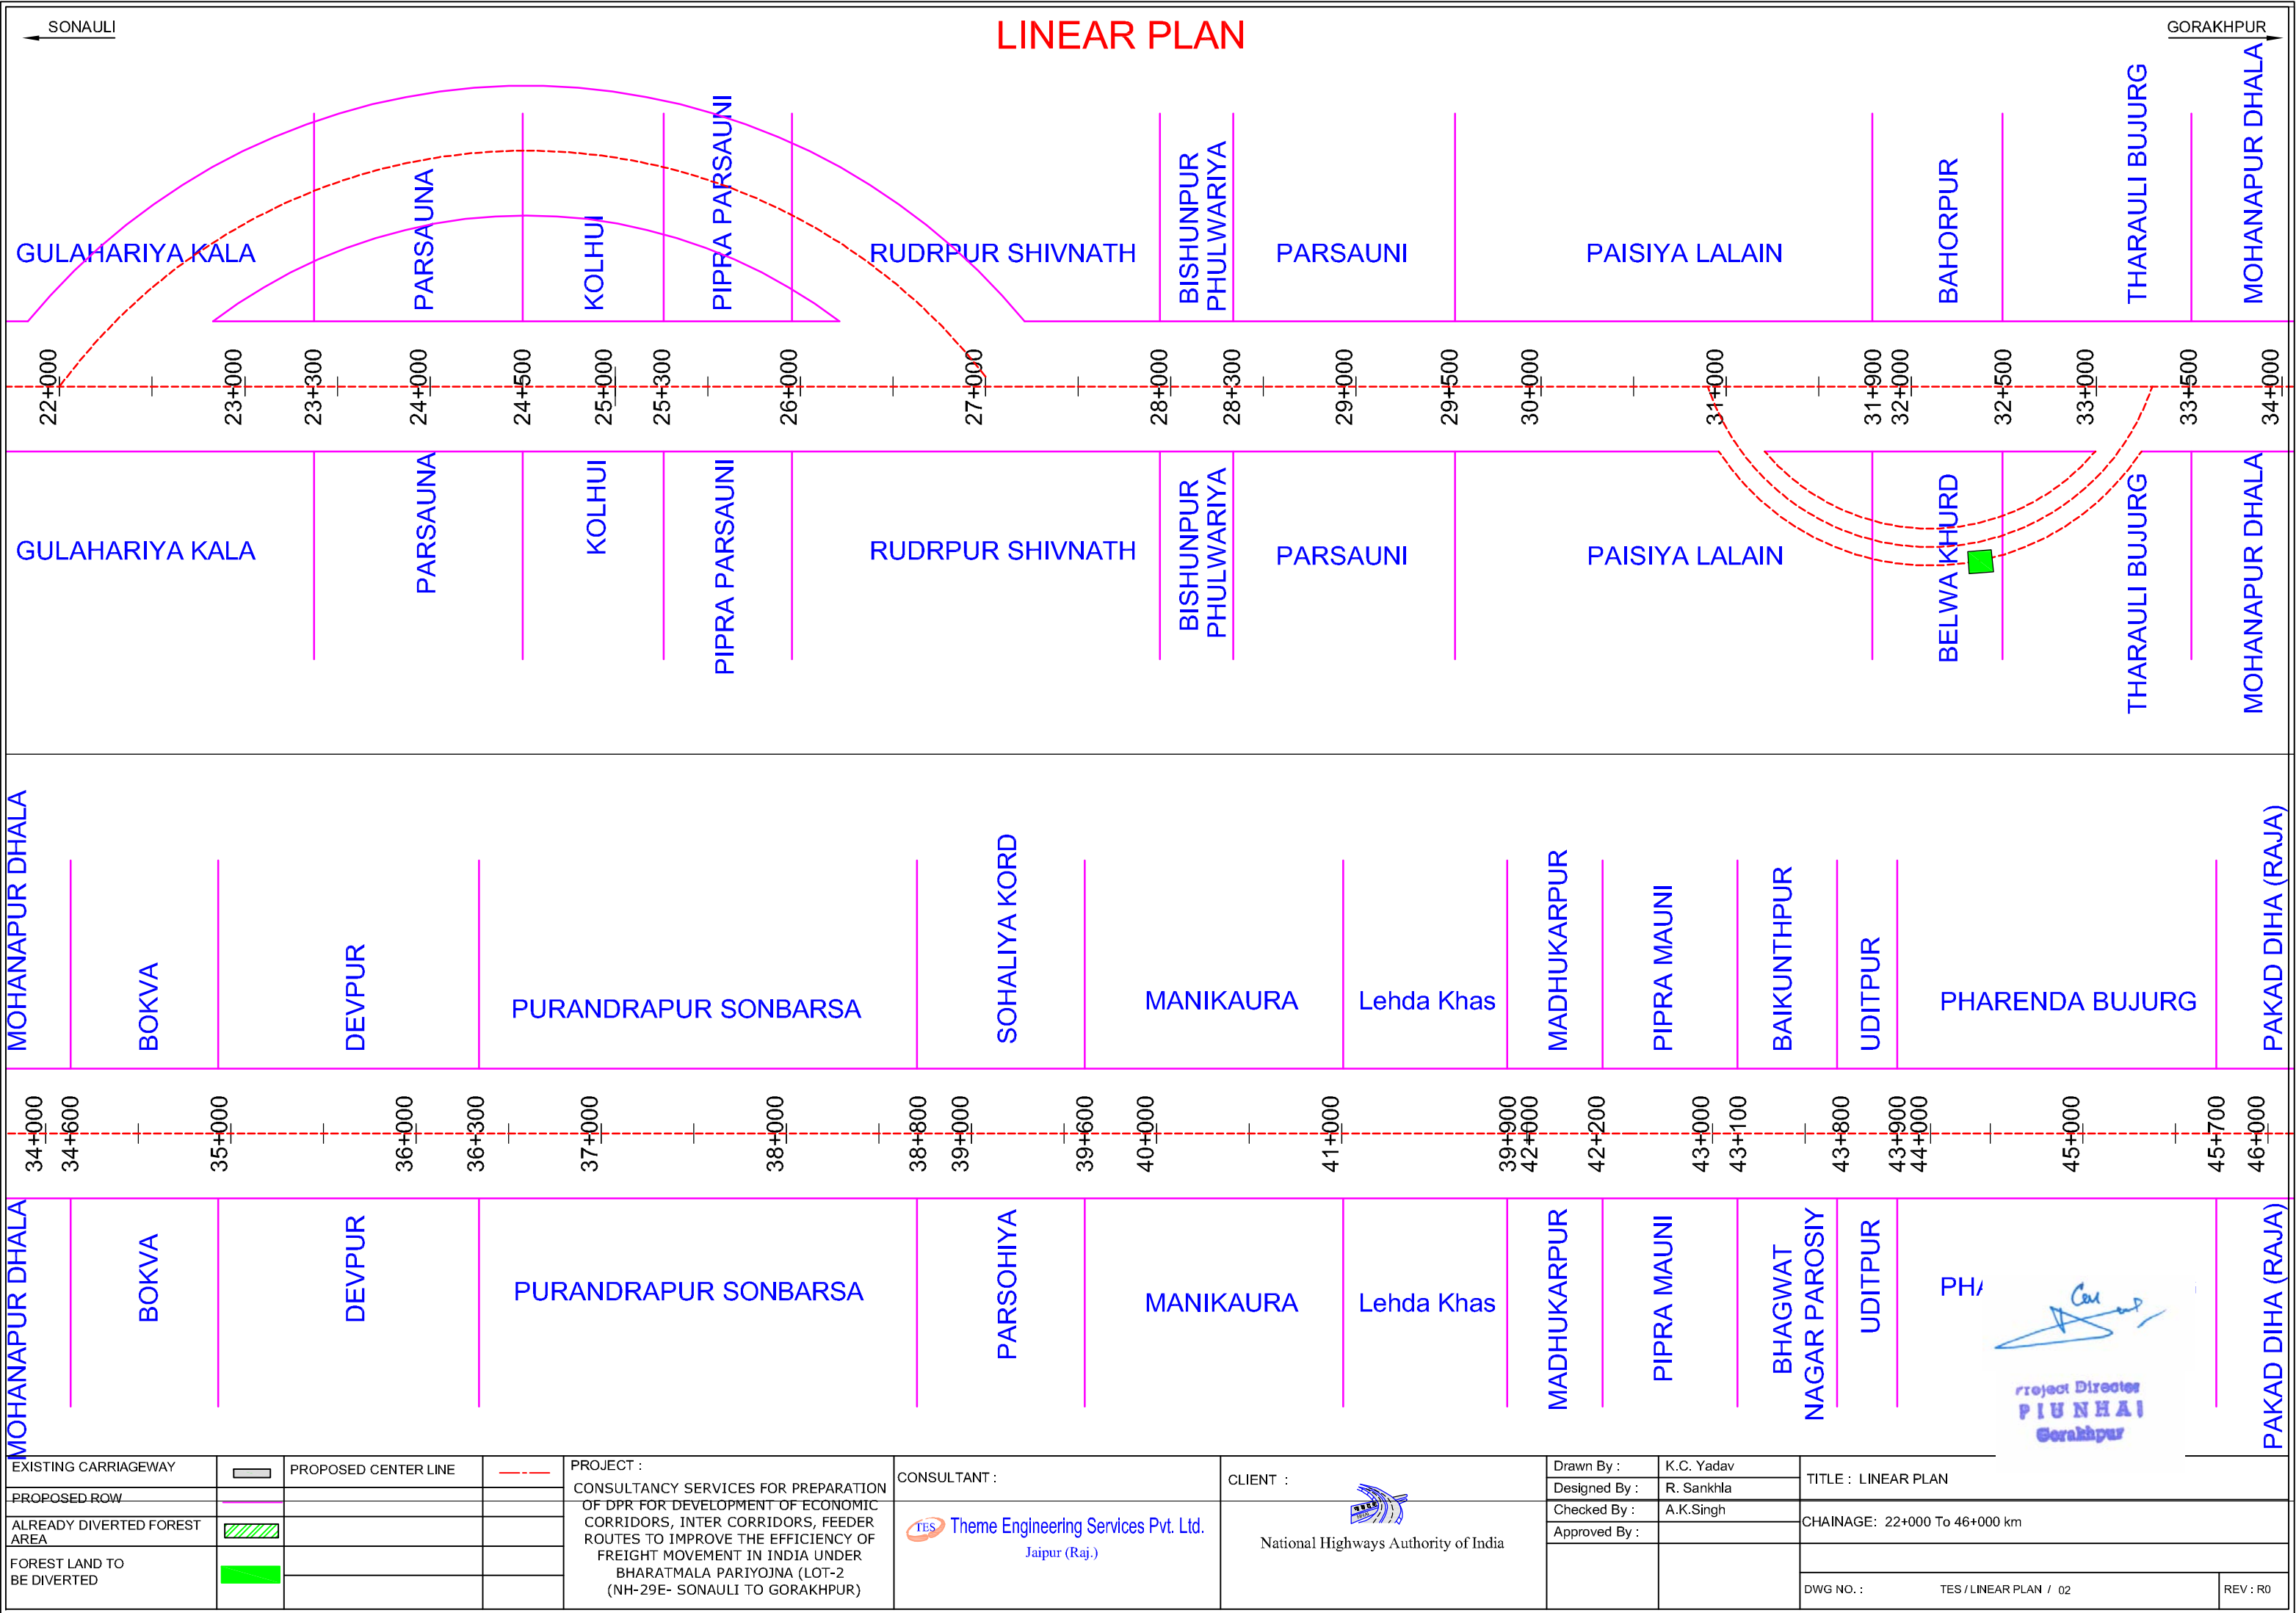 SONAULI
LINEAR PLAN
GORAKHPUR
GULAHARIYA KALA
PARSAUNA
KOLHUI
PIPRA PARSAUNI
RUDRPUR SHIVNATH
BISHUNPUR
PHULWARIYA
PARSAUNI
PAISIYA LALAIN
BAHORPUR
THARAULI BUJURG
MOHANAPUR DHALA
22+000
23+000
23+300
24+000
24+500
25+000
25+300
26+000
27+000
28+000
28+300
29+000
29+500
30+000
31+000
31+900
32+000
32+500
33+000
33+500
34+000
GULAHARIYA KALA
PARSAUNA
KOLHUI
PIPRA PARSAUNI
RUDRPUR SHIVNATH
BISHUNPUR
PHULWARIYA
PARSAUNI
PAISIYA LALAIN
BELWA KHURD
THARAULI BUJURG
MOHANAPUR DHALA
MOHANAPUR DHALA
BOKVA
DEVPUR
PURANDRAPUR SONBARSA
SOHALIYA KORD
MANIKAURA
Lehda Khas
MADHUKARPUR
PIPRA MAUNI
BAIKUNTHPUR
UDITPUR
PHARENDA BUJURG
PAKAD DIHA (RAJA)
34+000
34+600
35+000
36+000
36+300
37+000
38+000
38+800
39+000
39+600
40+000
41+000
39+900
42+000
42+200
43+000
43+100
43+800
43+900
44+000
45+000
45+700
46+000
MOHANAPUR DHALA
BOKVA
DEVPUR
PURANDRAPUR SONBARSA
PARSOHIYA
MANIKAURA
Lehda Khas
MADHUKARPUR
PIPRA MAUNI
BHAGWAT
NAGAR PAROSIY
UDITPUR
PHA
PAKAD DIHA (RAJA)
Project Director
PIU NHAI
Gorakhpur
EXISTING CARRIAGEWAY
PROPOSED CENTER LINE
PROPOSED ROW
ALREADY DIVERTED FOREST
AREA
FOREST LAND TO
BE DIVERTED
PROJECT :
CONSULTANCY SERVICES FOR PREPARATION
OF DPR FOR DEVELOPMENT OF ECONOMIC
CORRIDORS, INTER CORRIDORS, FEEDER
ROUTES TO IMPROVE THE EFFICIENCY OF
FREIGHT MOVEMENT IN INDIA UNDER
BHARATMALA PARIYOJNA (LOT-2
(NH-29E- SONAULI TO GORAKHPUR)
CONSULTANT :
TES Theme Engineering Services Pvt. Ltd.
Jaipur (Raj.)
CLIENT :
National Highways Authority of India
Drawn By : K.C. Yadav
Designed By : R. Sankhla
Checked By : A.K.Singh
Approved By :
TITLE : LINEAR PLAN
CHAINAGE: 22+000 To 46+000 km
DWG NO. : TES / LINEAR PLAN / 02
REV : R0